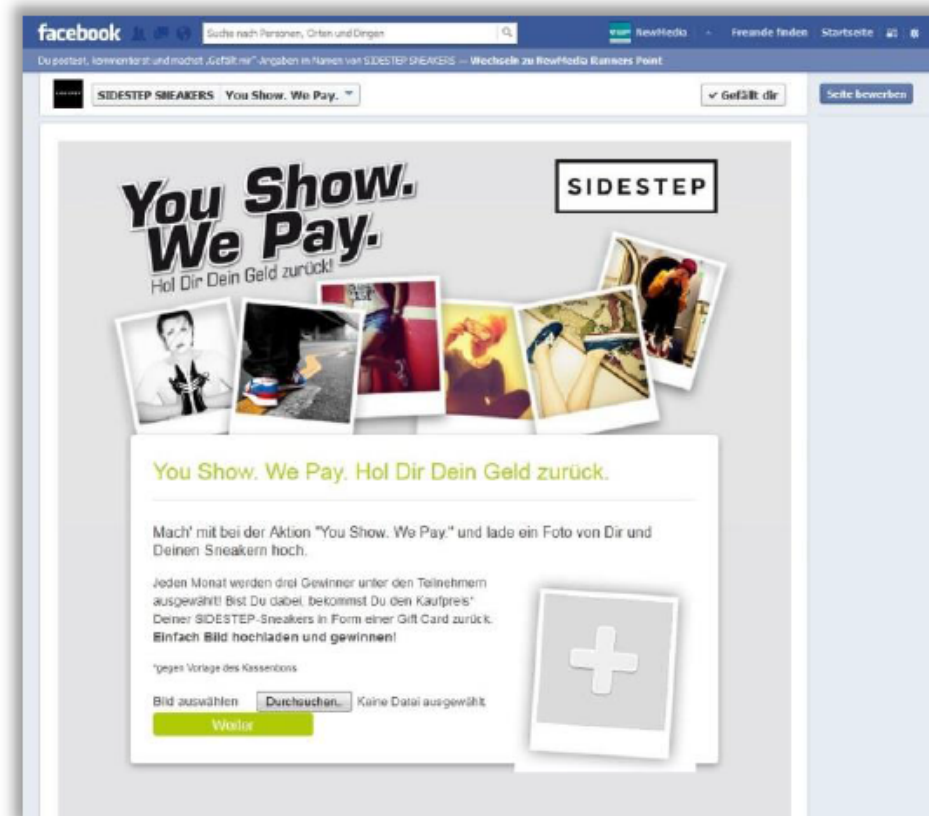 facebook
Suche nach Personen, Orten und Dingen
NewMedia
Freunde finden
Startseite
Du postest, kommentierst und machst „Gefällt mir“-Angaben im Namen von SIDESTEP SNEAKERS — Wechseln zu NewMedia Runners Point
SIDESTEP SNEAKERS
You Show. We Pay.
✓ Gefällt dir
Seite bewerben
You Show.
We Pay.
Hol Dir Dein Geld zurück!
SIDESTEP
You Show. We Pay. Hol Dir Dein Geld zurück.
Mach' mit bei der Aktion "You Show. We Pay." und lade ein Foto von Dir und
Deinen Sneakern hoch.
Jeden Monat werden drei Gewinner unter den Teilnehmern
ausgewählt! Bist Du dabei, bekommst Du den Kaufpreis*
Deiner SIDESTEP-Sneakers in Form einer Gift Card zurück.
Einfach Bild hochladen und gewinnen!
*gegen Vorlage des Kassenbons
Bild auswählen
Durchsuchen..
Keine Datei ausgewählt.
Weiter